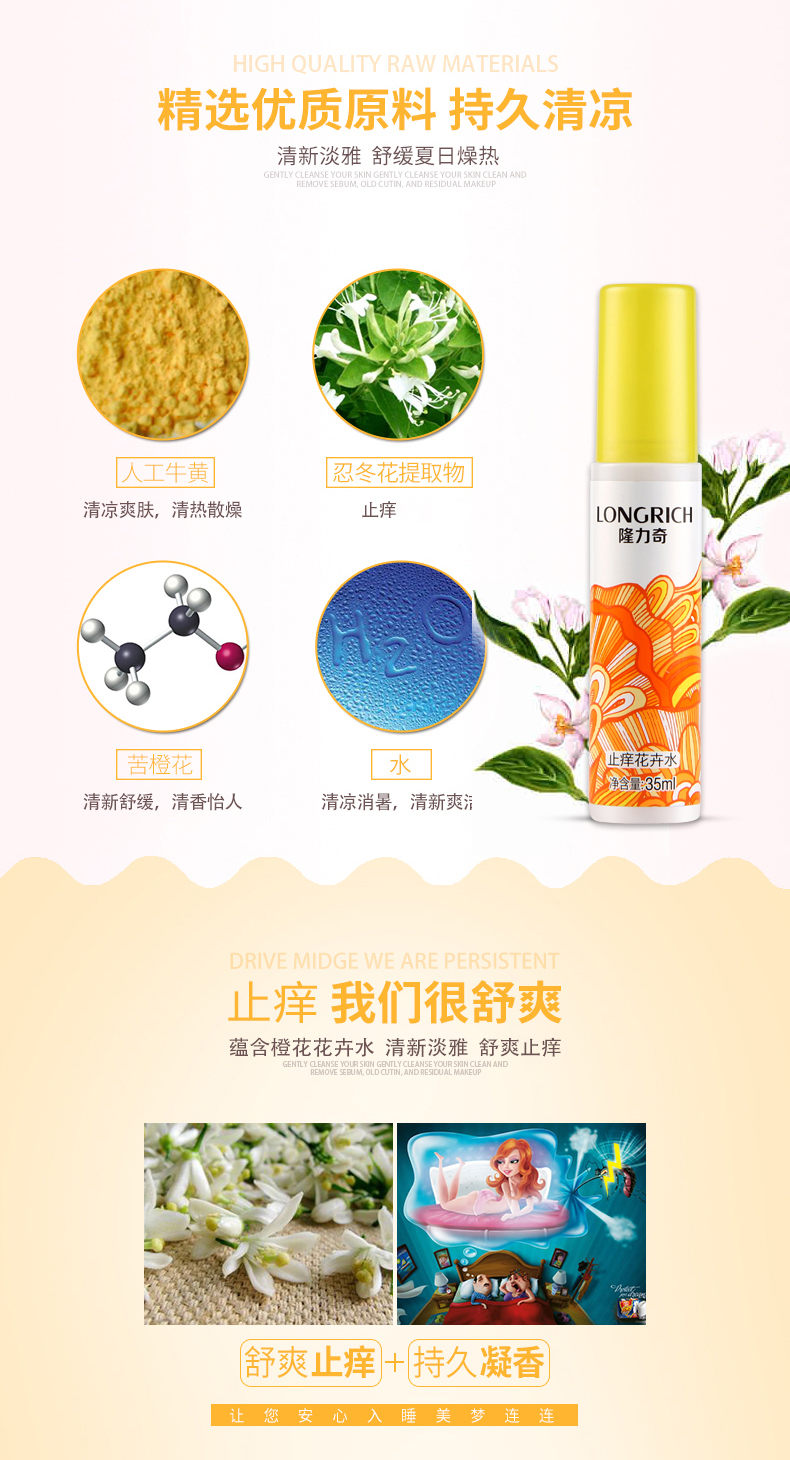 HIGH QUALITY RAW MATERIALS
精选优质原料 持久清凉
清新淡雅 舒缓夏日燥热
GENTLY CLEANSE YOUR SKIN GENTLY CLEANSE YOUR SKIN CLEAN AND
REMOVE SEBUM, OLD CUTIN, AND RESIDUAL MAKEUP
人工牛黄
清凉爽肤，清热散燥
忍冬花提取物
止痒
苦橙花
清新舒缓，清香怡人
H2O
水
清凉消暑，清新爽
LONGRICH
隆力奇
止痒花卉水
净含量:35ml
DRIVE MIDGE WE ARE PERSISTENT
止痒 我们很舒爽
蕴含橙花花卉水 清新淡雅 舒爽止痒
GENTLY CLEANSE YOUR SKIN GENTLY CLEANSE YOUR SKIN CLEAN AND
REMOVE SEBUM, OLD CUTIN, AND RESIDUAL MAKEUP
舒爽止痒+持久凝香
让您安心入睡美梦连连